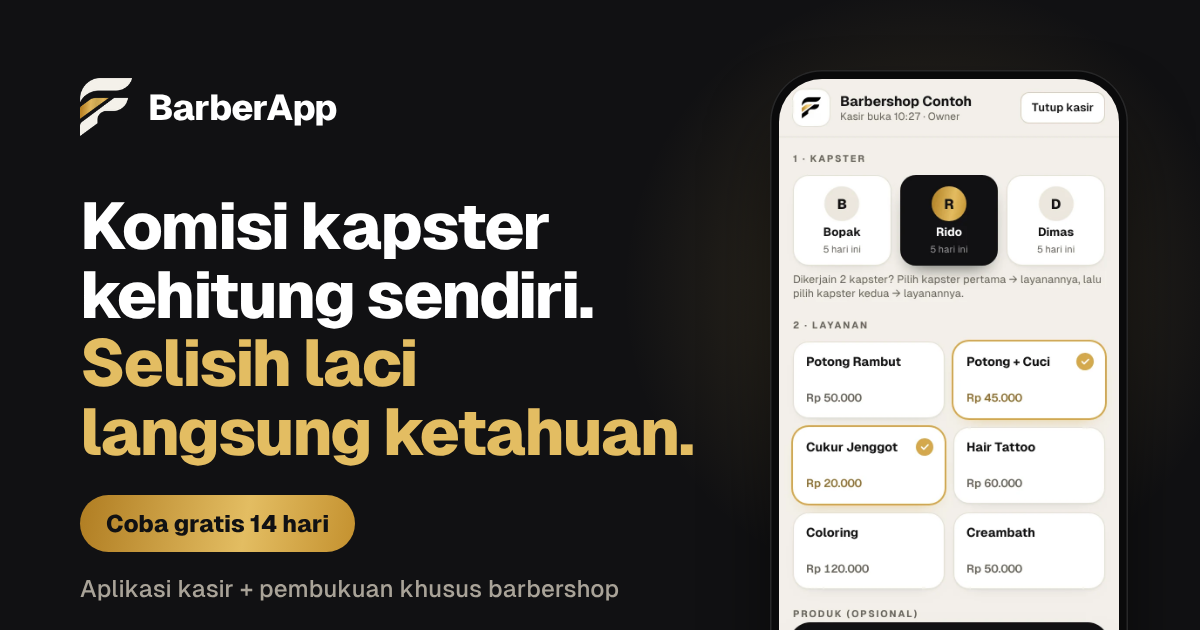 BarberApp
Komisi kapster
kehitung sendiri.
Selisih laci
langsung ketahuan.
Coba gratis 14 hari
Aplikasi kasir + pembukuan khusus barbershop
Barbershop Contoh
Kasir buka 10:27 · Owner
Tutup kasir
1 · KAPSTER
B
Bopak
5 hari ini
R
Rido
5 hari ini
D
Dimas
5 hari ini
Dikerjain 2 kapster? Pilih kapster pertama → layanannya, lalu
pilih kapster kedua → layanannya.
2 · LAYANAN
Potong Rambut
Rp 50.000
Potong + Cuci
Rp 45.000
Cukur Jenggot
Rp 20.000
Hair Tattoo
Rp 60.000
Coloring
Rp 120.000
Creambath
Rp 50.000
PRODUK (OPSIONAL)